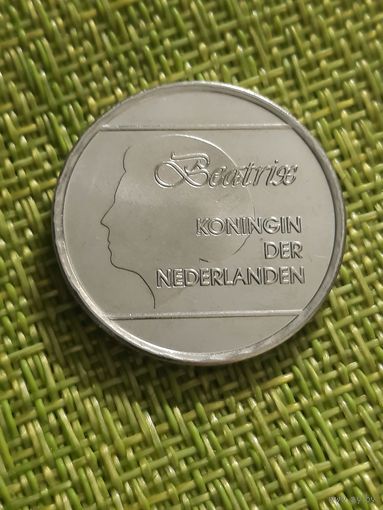 Beatrix
KONINGIN
DER
NEDERLANDEN